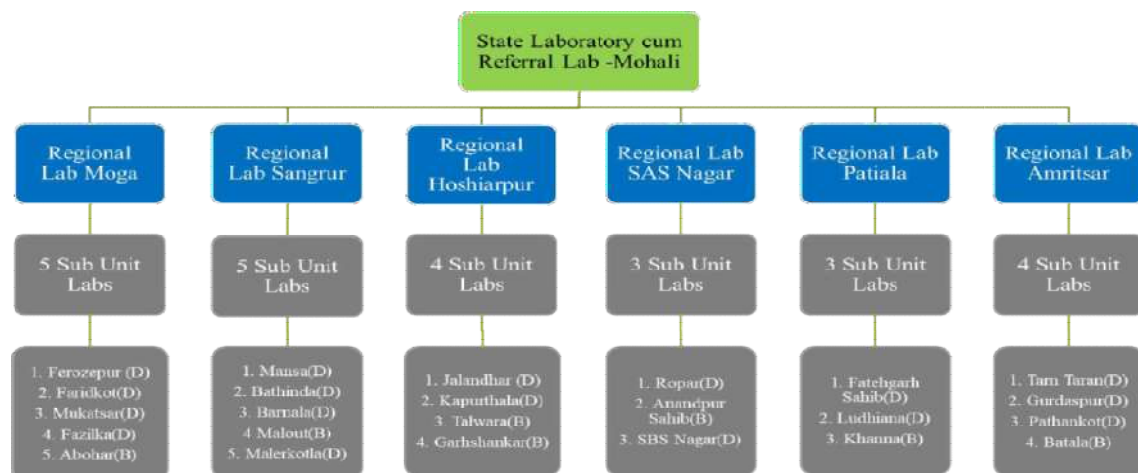 State Laboratory cum
Referral Lab -Mohali
Regional
Lab Moga
Regional
Lab Sangrur
Regional
Lab
Hoshiarpur
Regional Lab
SAS Nagar
Regional Lab
Patiala
Regional Lab
Amritsar
5 Sub Unit
Labs
5 Sub Unit
Labs
4 Sub Unit
Labs
3 Sub Unit
Labs
3 Sub Unit
Labs
4 Sub Unit
Labs
1. Ferozepur (D)
2. Faridkot(D)
3. Mukatsar(D)
4. Fazilka(D)
5. Abohar(B)
1. Mansa(D)
2. Bathinda(D)
3. Barnala(D)
4 Malout(B)
5. Malerkotla(D)
1. Jalandhar (D)
2. Kapurthala(D)
3. Talwara(B)
4. Garhshankar(B)
1. Ropar(D)
2. Anandpur
Sahib(B)
3. SBS Nagar(D)
1. Fatehgarh
Sahib(D)
2. Ludhiana(D)
3. Khanna(B)
1. Tarn Taran(D)
2. Gurdaspur(D)
3. Pathankot(D)
4. Batala(B)